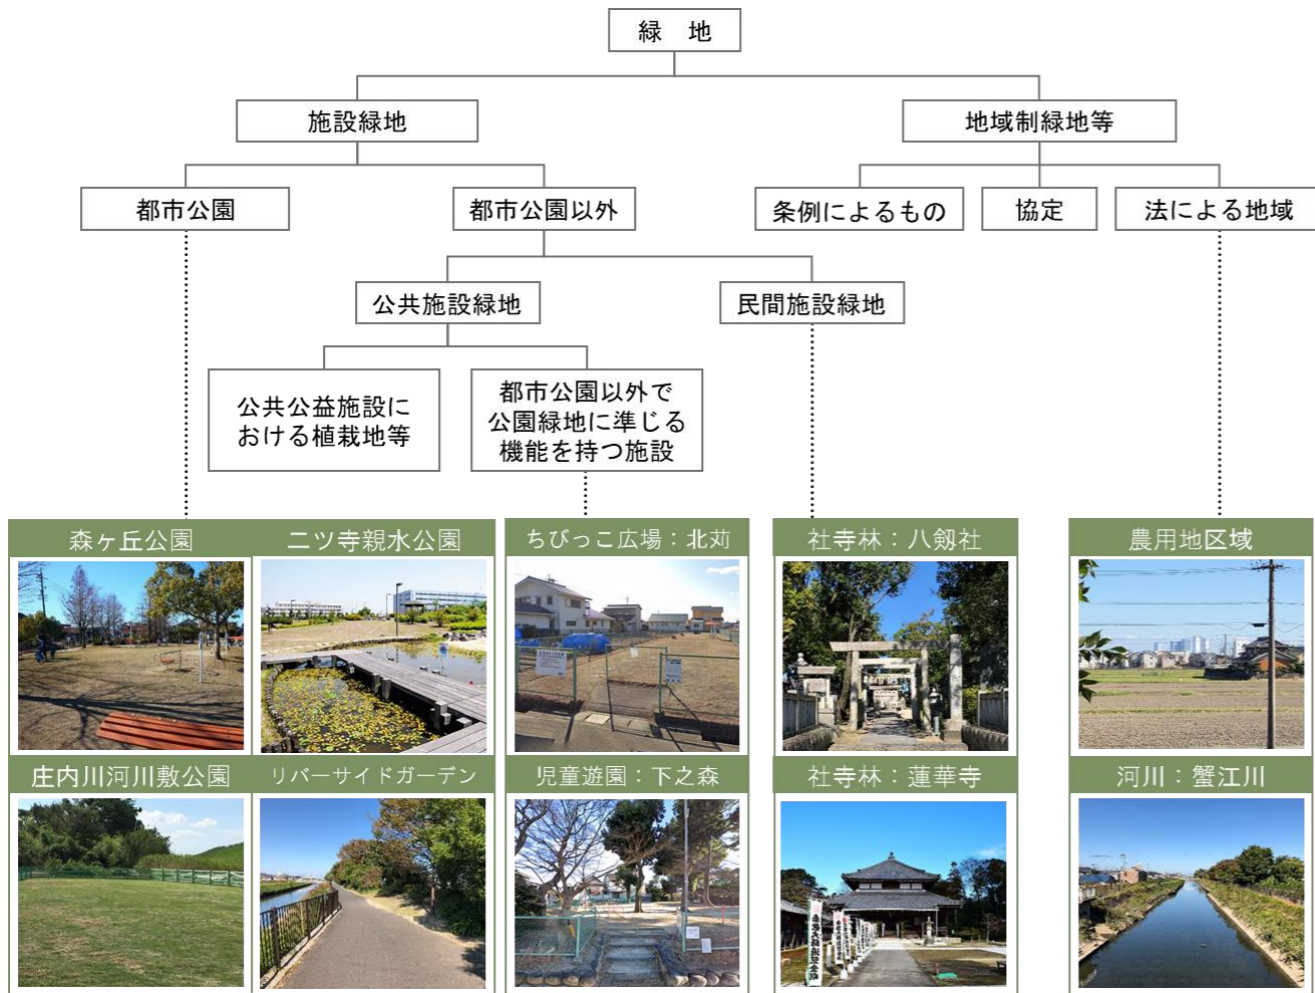 緑　地
施設緑地
地域制緑地等
都市公園
都市公園以外
条例によるもの
協定
法による地域
公共施設緑地
民間施設緑地
公共公益施設に
おける植栽地等
都市公園以外で
公園緑地に準じる
機能を持つ施設
森ヶ丘公園
二ツ寺親水公園
ちびっこ広場：北苅
社寺林：八剱社
農用地区域
庄内川河川敷公園
リバーサイドガーデン
児童遊園：下之森
社寺林：蓮華寺
河川：蟹江川